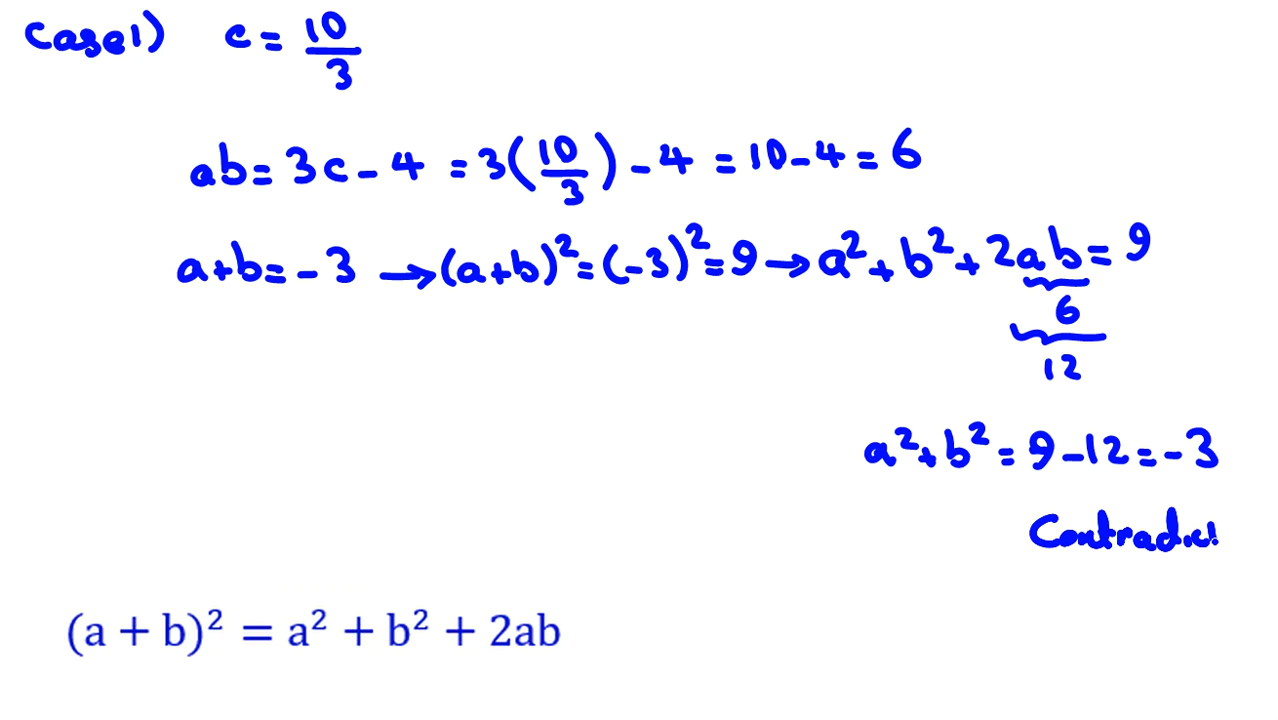 Case1) c = 10/3
ab = 3c - 4 = 3(10/3) - 4 = 10 - 4 = 6
a+b = -3 → (a+b)² = (-3)² = 9 → a² + b² + 2ab = 9
6
12
a² + b² = 9 - 12 = -3
Contradic
(a + b)² = a² + b² + 2ab